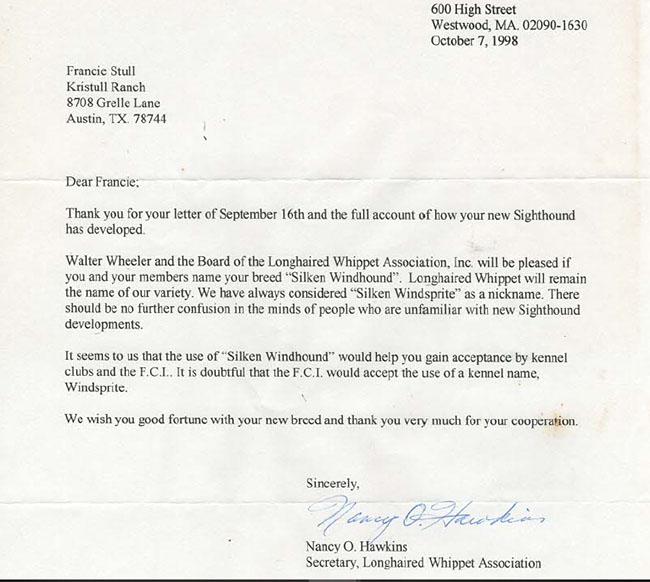 600 High Street
Westwood, MA. 02090-1630
October 7, 1998
Francie Stull
Kristull Ranch
8708 Grelle Lane
Austin, TX. 78744
Dear Francie;
Thank you for your letter of September 16th and the full account of how your new Sighthound
has developed.
Walter Wheeler and the Board of the Longhaired Whippet Association, Inc. will be pleased if
you and your members name your breed “Silken Windhound”. Longhaired Whippet will remain
the name of our variety. We have always considered “Silken Windsprite” as a nickname. There
should be no further confusion in the minds of people who are unfamiliar with new Sighthound
developments.
It seems to us that the use of “Silken Windhound” would help you gain acceptance by kennel
clubs and the F.C.I.. It is doubtful that the F.C.I. would accept the use of a kennel name,
Windsprite.
We wish you good fortune with your new breed and thank you very much for your cooperation.
Sincerely,
Nancy O. Hawkins
Nancy O. Hawkins
Secretary, Longhaired Whippet Association